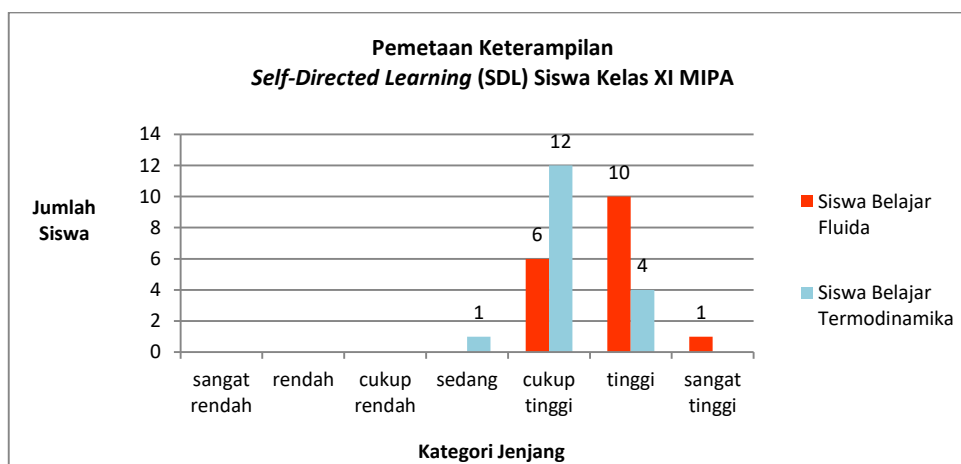 Pemetaan Keterampilan
Self-Directed Learning (SDL) Siswa Kelas XI MIPA
Jumlah
Siswa
14
12
10
8
6
4
2
0
1
6
12
10
4
1
sangat
rendah
rendah
cukup
rendah
sedang
cukup
tinggi
tinggi
sangat
tinggi
Kategori Jenjang
Siswa Belajar
Fluida
Siswa Belajar
Termodinamika